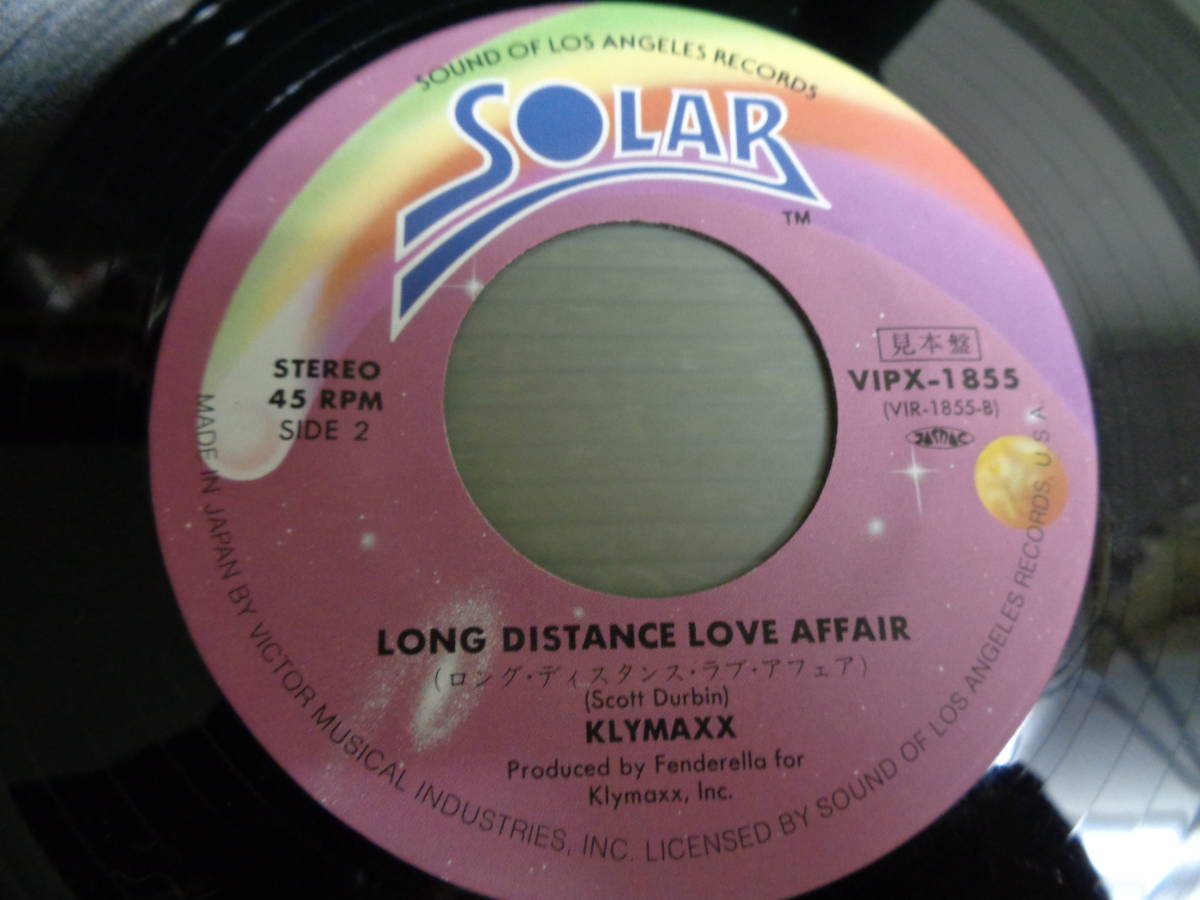 SOUND OF LOS ANGELES RECORDS
SOLAR
TM
STEREO
45 RPM
SIDE 2
見本盤
VIPX-1855
(VIR-1855-B)
JASRAC
LONG DISTANCE LOVE AFFAIR
(ロング・ディスタンス・ラブ・アフェア)
(Scott Durbin)
KLYMAXX
Produced by Fenderella for
Klymaxx, Inc.
MADE IN JAPAN BY VICTOR MUSICAL INDUSTRIES, INC. LICENSED BY SOUND OF LOS ANGELES RECORDS, U.S.A.